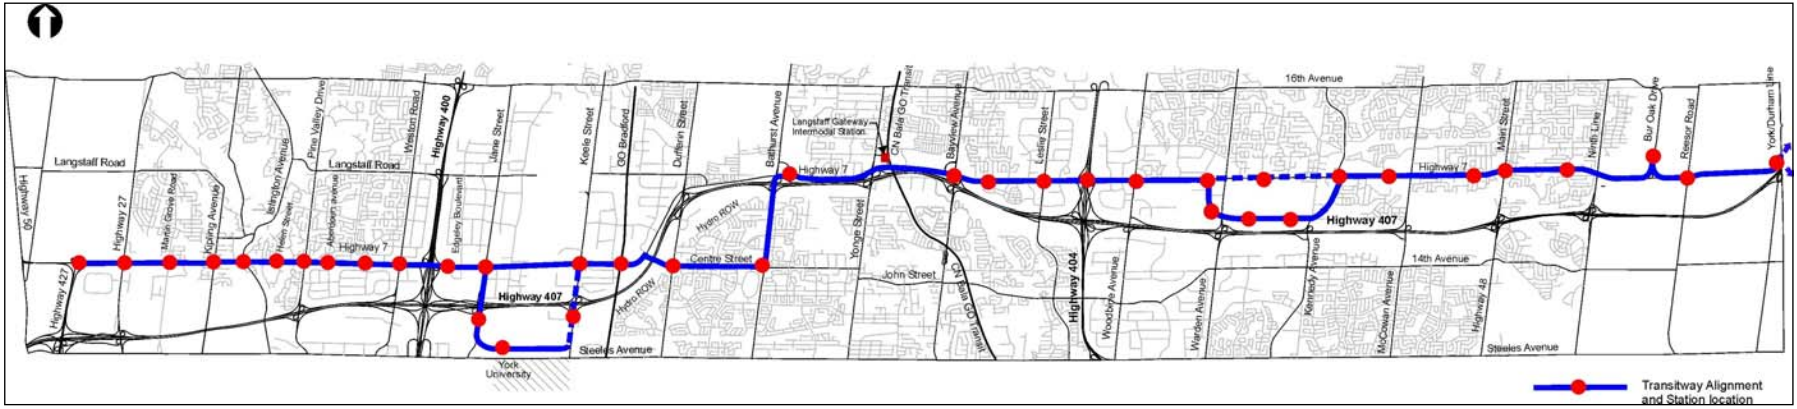 16th Avenue
Langstaff Road
Langstaff Road
Highway 50
Highway 427
Highway 27
Martin Grove Road
Kipling Avenue
Islington Avenue
Helen Street
Pine Valley Drive
Aberdeen avenue
Highway 7
Weston Road
Highway 400
Edgeley Boulevard
Jane Street
Highway 407
York
University
Keele Street
GO Bradford
Hydro ROW
Steeles Avenue
Dufferin Street
Hydro ROW
Centre Street
Bathurst Avenue
Highway 7
Langstaff Gateway
Intermodal Station
CN Bala GO Transit
Yonge Street
John Street
CN Bala GO Transit
Bayview Avenue
Leslie Street
Highway 404
Woodbine Avenue
Warden Avenue
Kennedy Avenue
Highway 407
McCowan Avenue
14th Avenue
Highway 7
Highway 48
Main Street
Steeles Avenue
Ninth Line
Bur Oak Drive
Reesor Road
York/Durham Line
Transitway Alignment
and Station location